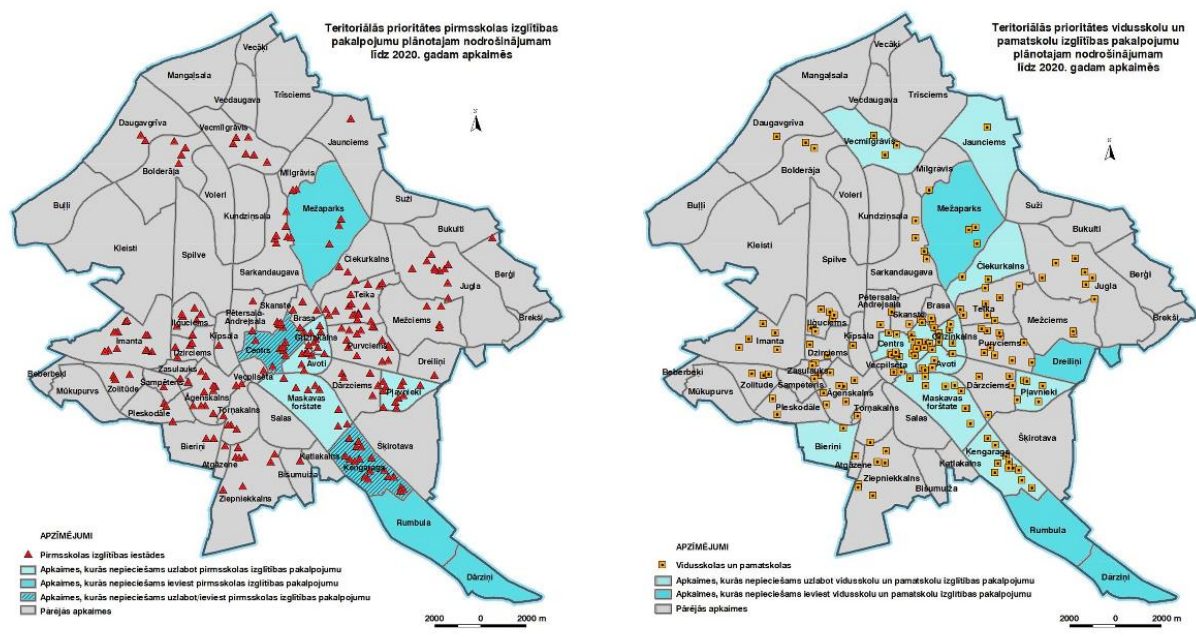 Teritoriālās prioritātes pirmsskolas izglītības
pakalpojumu plānotajam nodrošinājumam
līdz 2020. gadam apkaimēs
Vecāķi
Mangaļsala
Trīsciems
Vecdaugava
Daugavgrīva
Vecmīlgrāvis
Jaunciems
Bolderāja
Mīlgrāvis
Voleri
Suži
Buļļi
Kundziņsala
Mežaparks
Bukulti
Kleisti
Spilve
Čiekurkalns
Berģi
Sarkandaugava
Jugla
Teika
Skanste
Pētersala-
Andrejsala
Brasa
Brekši
Iļģuciems
Grīziņkalns
Mežciems
Imanta
Ķīpsala
Purvciems
Dzirciems
Centrs
Avoti
Dreiliņi
Beberbeķi
Zasulauks
Vecpilsēta
Dārzciems
Mūkupurvs
Zolitūde
Šampēteris
Pļavnieki
Āgenskalns
Maskavas
forštate
Pleskodāle
Torņakalns
Salas
Šķirotava
Bieriņi
Katlakalns
Ķengarags
Atgāzene
Bišumuiža
Ziepniekkalns
Rumbula
Dārziņi
APZĪMĒJUMI
Pirmsskolas izglītības iestādes
Apkaimes, kurās nepieciešams uzlabot pirmsskolas izglītības pakalpojumu
Apkaimes, kurās nepieciešams ieviest pirmsskolas izglītības pakalpojumu
Apkaimes, kurās nepieciešams uzlabot/ieviest pirmsskolas izglītības pakalpojumu
Pārējās apkaimes
2000 0 2000 m
Teritoriālās prioritātes vidusskolu un
pamatskolu izglītības pakalpojumu
plānotajam nodrošinājumam
līdz 2020. gadam apkaimēs
Vecāķi
Mangaļsala
Trīsciems
Vecdaugava
Daugavgrīva
Vecmīlgrāvis
Jaunciems
Bolderāja
Mīlgrāvis
Voleri
Suži
Buļļi
Kundziņsala
Mežaparks
Bukulti
Kleisti
Spilve
Čiekurkalns
Berģi
Sarkandaugava
Jugla
Pētersala-
Andrejsala
Brasa
Teika
Skanste
Brekši
Iļģuciems
Grīziņkalns
Mežciems
Imanta
Ķīpsala
Purvciems
Dzirciems
Centrs
Avoti
Dreiliņi
Beberbeķi
Zasulauks
Vecpilsēta
Dārzciems
Mūkupurvs
Zolitūde
Šampēteris
Pļavnieki
Āgenskalns
Maskavas
forštate
Pleskodāle
Torņakalns
Salas
Šķirotava
Bieriņi
Ķengarags
Katlakalns
Atgāzene
Ziepniekkalns
Bišumuiža
Rumbula
Dārziņi
APZĪMĒJUMI
Vidusskolas un pamatskolas
Apkaimes, kurās nepieciešams uzlabot vidusskolu un pamatskolu izglītības pakalpojumu
Apkaimes, kurās nepieciešams ieviest vidusskolu un pamatskolu izglītības pakalpojumu
Pārējās apkaimes
2000 0 2000 m